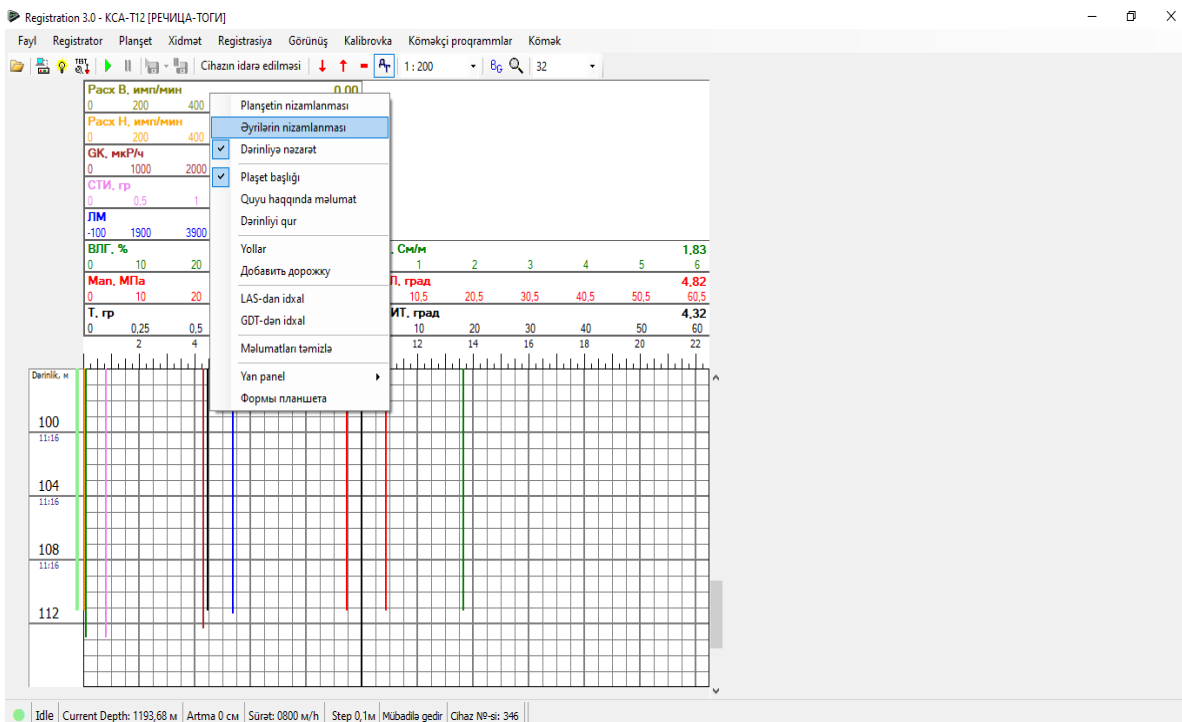 Registration 3.0 - KCA-T12 [РЕЧИЦА-ТОГИ]
Fayl Registrator Planşet Xidmət Registrasiya Görünüş Kalibrovka Köməkçi proqrammlar Kömək
Cihazın idarə edilməsi 1 : 200 32
Расх В, имп/мин 0,00
0 200 400
Расх Н, имп/мин
0 200 400
GK, мкР/ч
0 1000 2000
СТИ, гр
0 0,5 1
ЛМ
-100 1900 3900
ВЛГ, %
0 10 20
Man, МПа
0 10 20
Т, гр
0 0,25 0,5
2 4
Planşetin nizamlanması
Əyrilərin nizamlanması
Dərinliyə nəzarət
Plaşet başlığı
Quyu haqqında məlumat
Dərinliyi qur
Yollar
Добавить дорожку
LAS-dan idxal
GDT-dən idxal
Məlumatları təmizlə
Yan panel
Формы планшета
, См/м 1,83
1 2 3 4 5 6
, град 4,82
10,5 20,5 30,5 40,5 50,5 60,5
ИТ, град 4,32
10 20 30 40 50 60
12 14 16 18 20 22
Dərinlik, м
100
11:16
104
11:16
108
11:16
112
Idle Current Depth: 1193,68 м Artma 0 см Sürət: 0800 м/h Step 0,1м Mübadilə gedir Cihaz №-si: 346